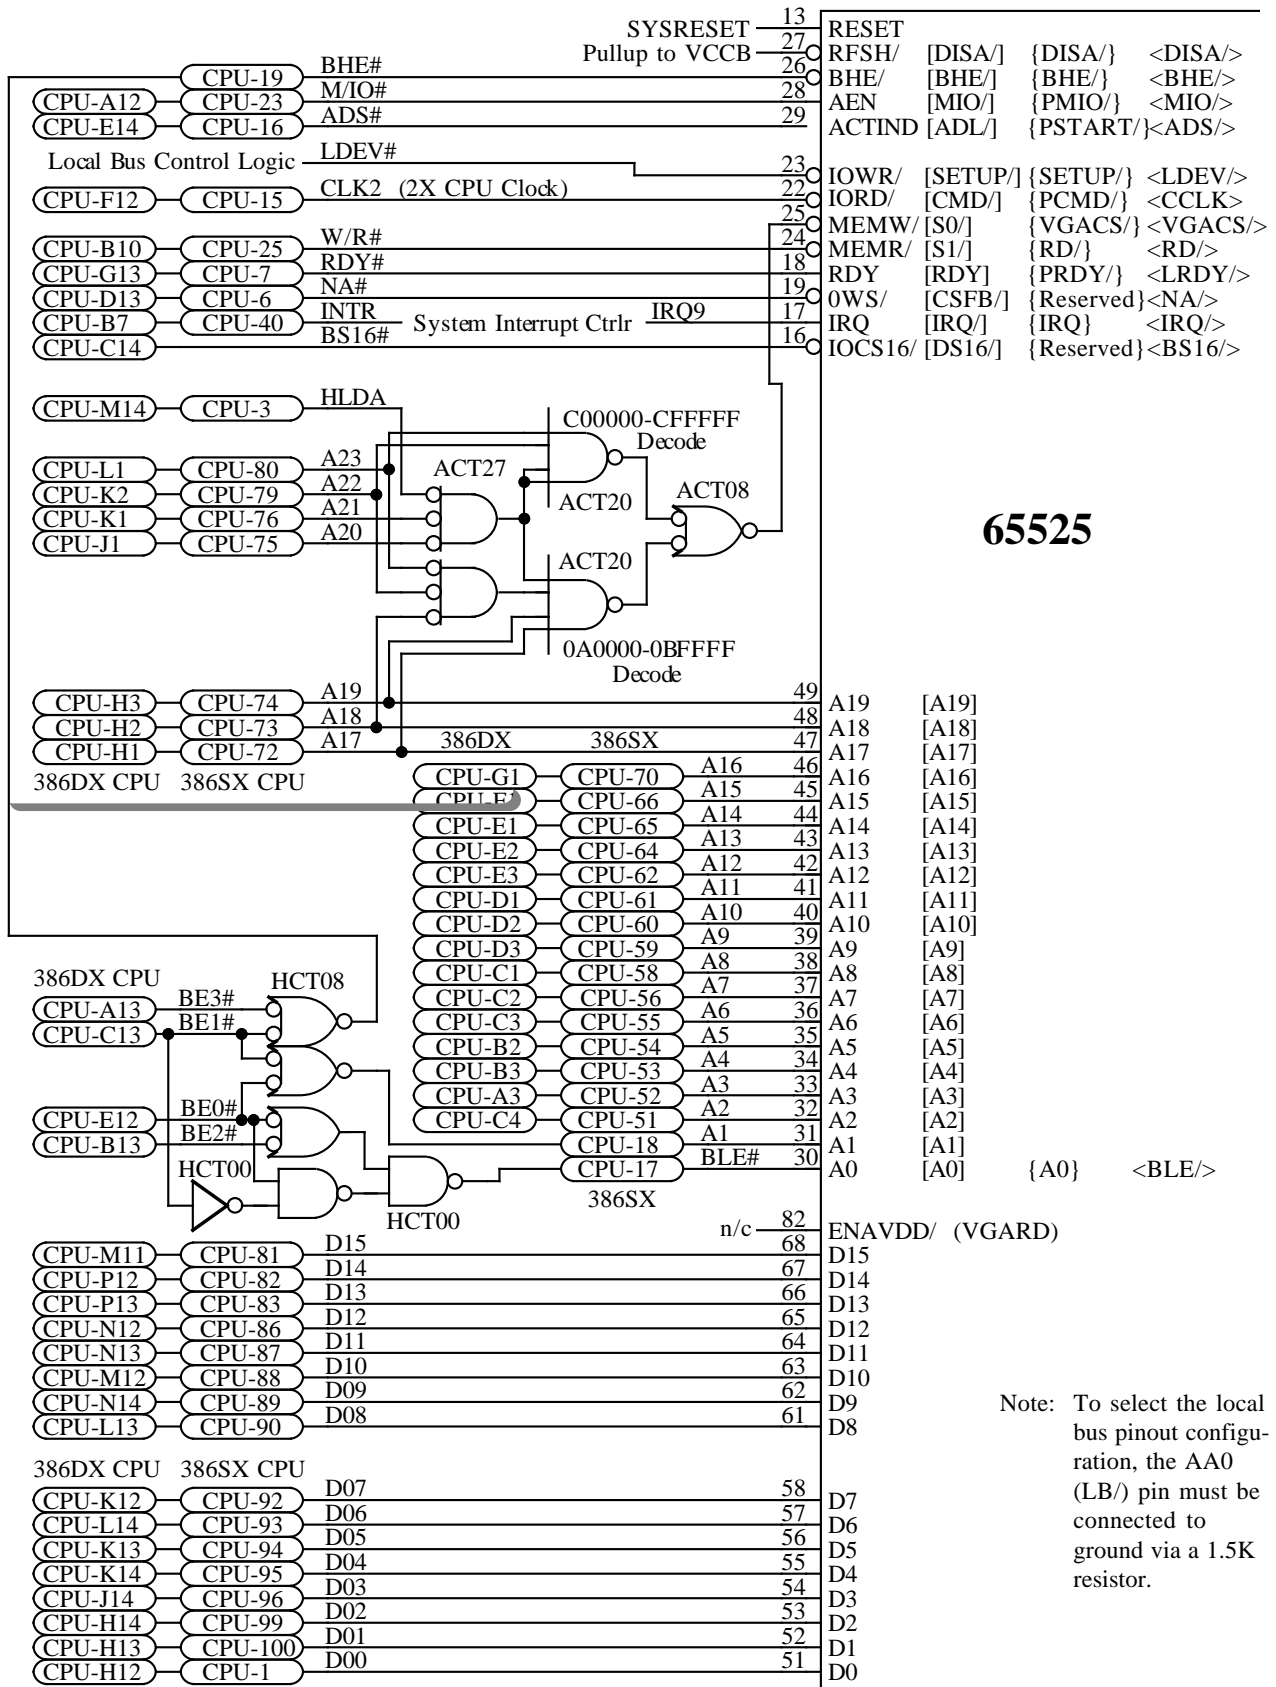 SYSRESET 13 RESET
Pullup to VCCB 27 RFSH/ [DISA/] {DISA/} <DISA/>
CPU-19 BHE# 26 BHE/ [BHE/] {BHE/} <BHE/>
CPU-A12 CPU-23 M/IO# 28 AEN [MIO/] {PMIO/} <MIO/>
CPU-E14 CPU-16 ADS# 29 ACTIND [ADL/] {PSTART/} <ADS/>
Local Bus Control Logic LDEV# 23 IOWR/ [SETUP/] {SETUP/} <LDEV/>
CPU-F12 CPU-15 CLK2 (2X CPU Clock) 22 IORD/ [CMD/] {PCMD/} <CCLK>
25 MEMW/ [S0/] {VGACS/} <VGACS/>
CPU-B10 CPU-25 W/R# 24 MEMR/ [S1/] {RD/} <RD/>
CPU-G13 CPU-7 RDY# 18 RDY [RDY] {PRDY/} <LRDY/>
CPU-D13 CPU-6 NA# 19 0WS/ [CSFB/] {Reserved} <NA/>
CPU-B7 CPU-40 INTR System Interrupt Ctrlr IRQ9 17 IRQ [IRQ/] {IRQ} <IRQ/>
CPU-C14 BS16# 16 IOCS16/ [DS16/] {Reserved} <BS16/>
CPU-M14 CPU-3 HLDA
C00000-CFFFFF
Decode
CPU-L1 CPU-80 A23 ACT27
CPU-K2 CPU-79 A22 ACT20 ACT08
CPU-K1 CPU-76 A21
CPU-J1 CPU-75 A20
65525
ACT20
0A0000-0BFFFF
Decode
CPU-H3 CPU-74 A19 49 A19 [A19]
CPU-H2 CPU-73 A18 48 A18 [A18]
CPU-H1 CPU-72 A17 47 A17 [A17]
386DX CPU 386SX CPU 386DX 386SX
CPU-G1 CPU-70 A16 46 A16 [A16]
CPU-66 A15 45 A15 [A15]
CPU-E1 CPU-65 A14 44 A14 [A14]
CPU-E2 CPU-64 A13 43 A13 [A13]
CPU-E3 CPU-62 A12 42 A12 [A12]
CPU-D1 CPU-61 A11 41 A11 [A11]
CPU-D2 CPU-60 A10 40 A10 [A10]
CPU-D3 CPU-59 A9 39 A9 [A9]
CPU-C1 CPU-58 A8 38 A8 [A8]
CPU-C2 CPU-56 A7 37 A7 [A7]
CPU-C3 CPU-55 A6 36 A6 [A6]
CPU-B2 CPU-54 A5 35 A5 [A5]
CPU-B3 CPU-53 A4 34 A4 [A4]
CPU-A3 CPU-52 A3 33 A3 [A3]
CPU-C4 CPU-51 A2 32 A2 [A2]
CPU-18 A1 31 A1 [A1]
CPU-17 BLE# 30 A0 [A0] {A0} <BLE/>
386SX
386DX CPU HCT08
CPU-A13 BE3#
CPU-C13 BE1#
CPU-E12 BE0#
CPU-B13 BE2#
HCT00
HCT00
n/c 82 ENAVDD/ (VGARD)
CPU-M11 CPU-81 D15 68 D15
CPU-P12 CPU-82 D14 67 D14
CPU-P13 CPU-83 D13 66 D13
CPU-N12 CPU-86 D12 65 D12
CPU-N13 CPU-87 D11 64 D11
CPU-M12 CPU-88 D10 63 D10
CPU-N14 CPU-89 D09 62 D9
CPU-L13 CPU-90 D08 61 D8
386DX CPU 386SX CPU
CPU-K12 CPU-92 D07 58 D7
CPU-L14 CPU-93 D06 57 D6
CPU-K13 CPU-94 D05 56 D5
CPU-K14 CPU-95 D04 55 D4
CPU-J14 CPU-96 D03 54 D3
CPU-H14 CPU-99 D02 53 D2
CPU-H13 CPU-100 D01 52 D1
CPU-H12 CPU-1 D00 51 D0
Note: To select the local
bus pinout configu-
ration, the AA0
(LB/) pin must be
connected to
ground via a 1.5K
resistor.